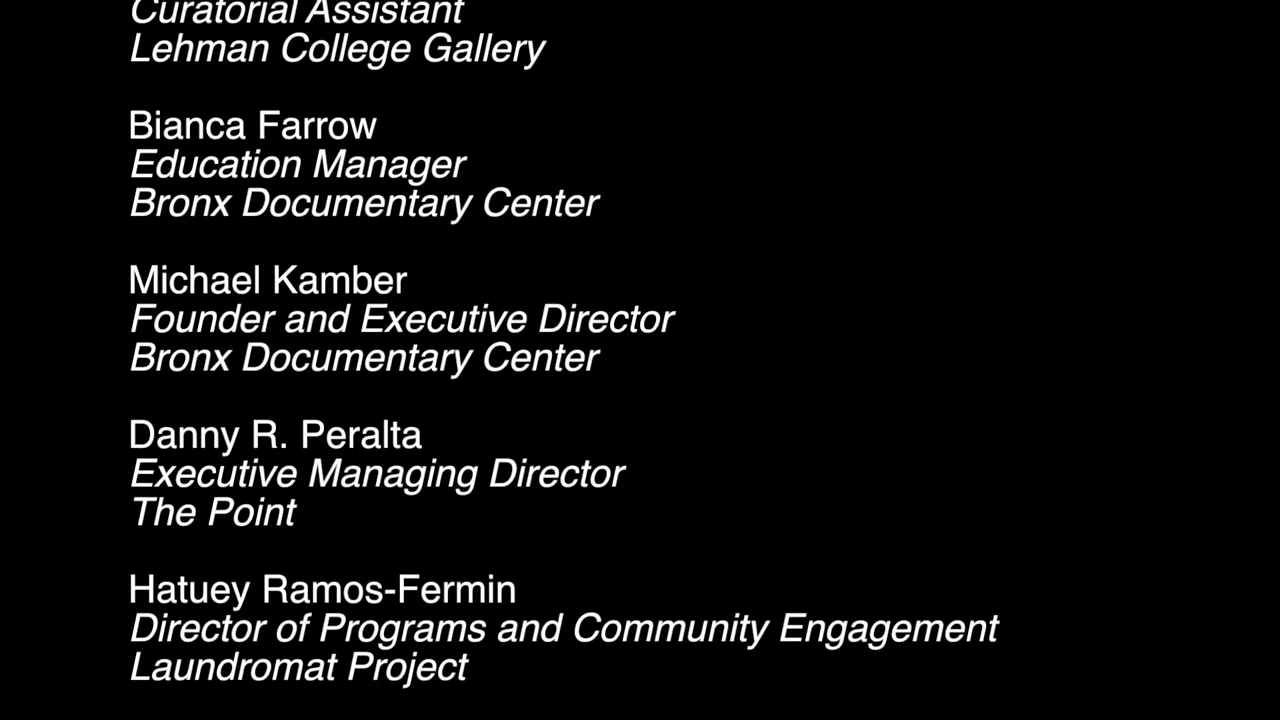 Curatorial Assistant
Lehman College Gallery
Bianca Farrow
Education Manager
Bronx Documentary Center
Michael Kamber
Founder and Executive Director
Bronx Documentary Center
Danny R. Peralta
Executive Managing Director
The Point
Hatuey Ramos-Fermin
Director of Programs and Community Engagement
Laundromat Project